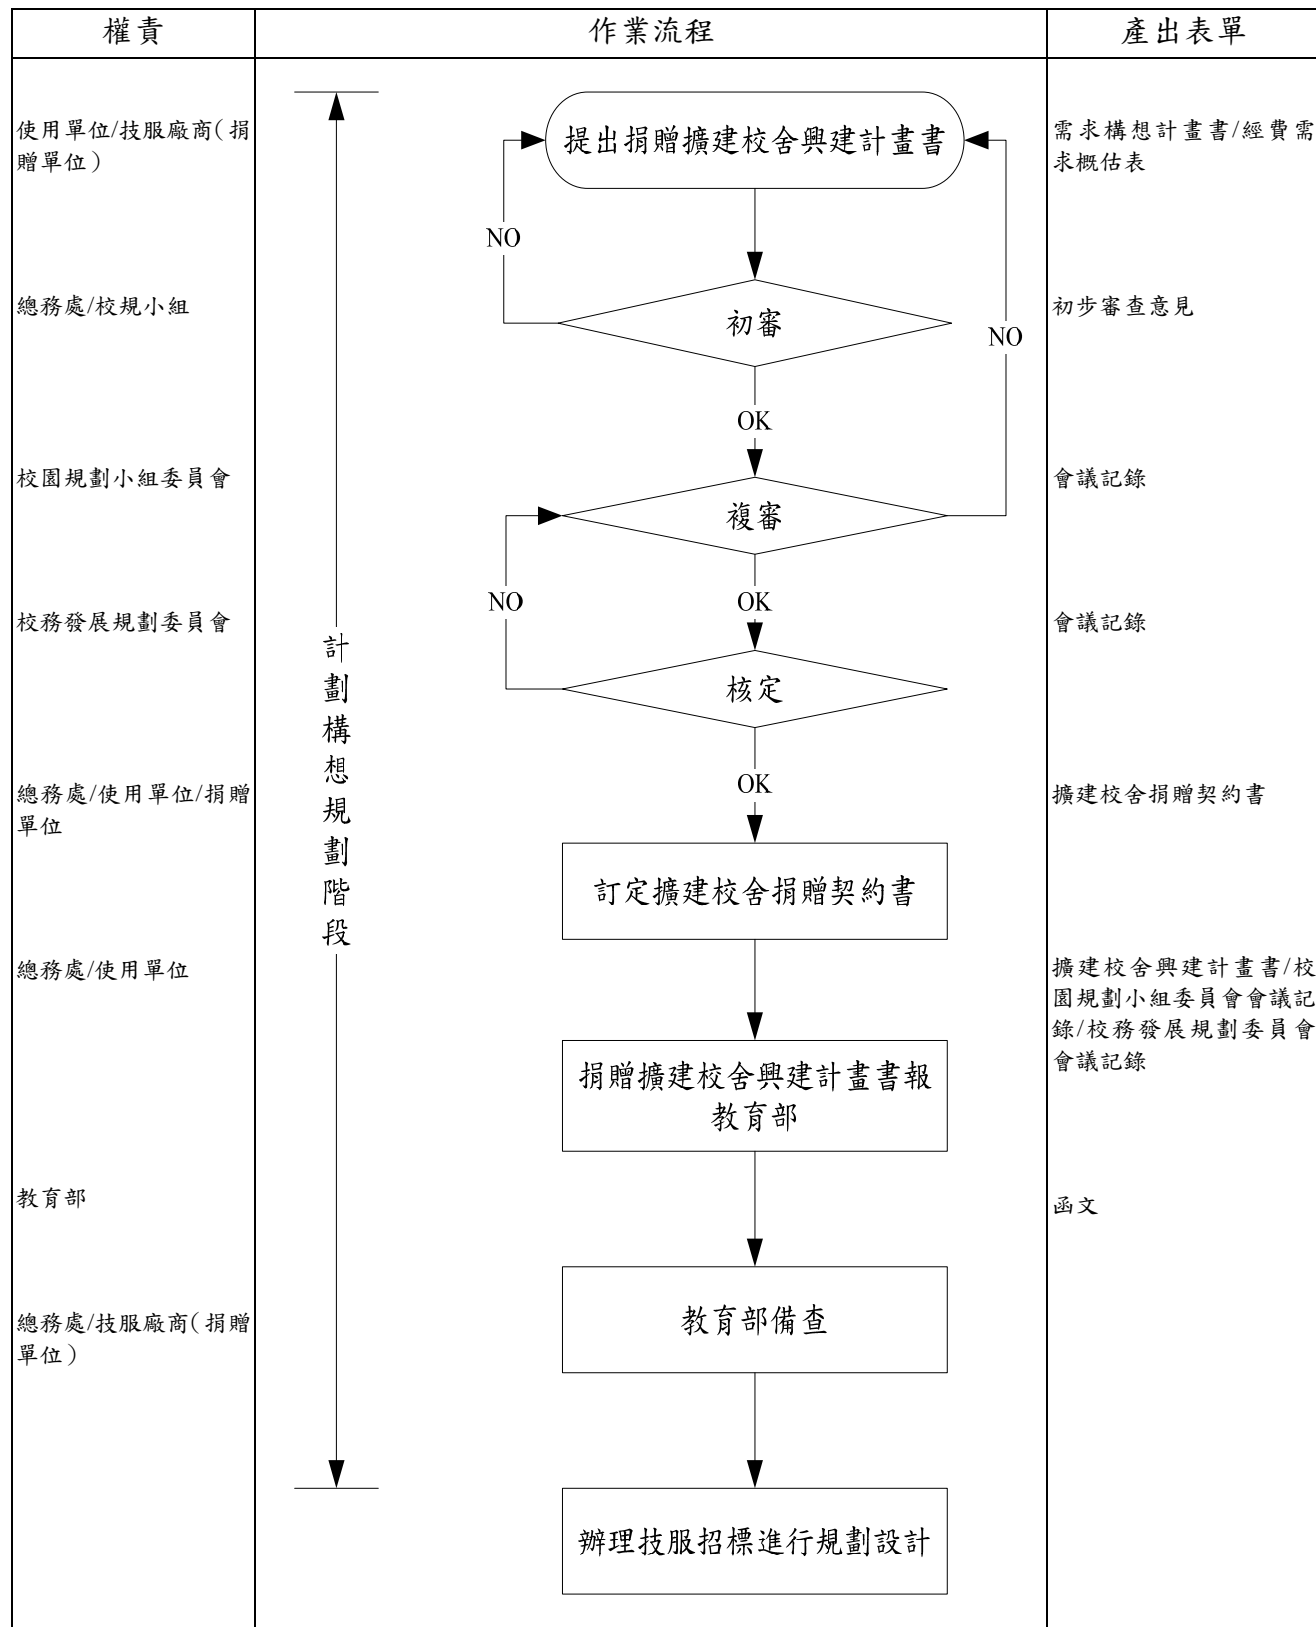 權責
作業流程
產出表單
使用單位/技服廠商(捐
贈單位)
提出捐贈擴建校舍興建計畫書
需求構想計畫書/經費需
求概估表
NO
總務處/校規小組
初審
初步審查意見
NO
OK
校園規劃小組委員會
複審
會議記錄
NO
OK
校務發展規劃委員會
會議記錄
核定
計劃構想規劃階段
OK
總務處/使用單位/捐贈
單位
擴建校舍捐贈契約書
訂定擴建校舍捐贈契約書
總務處/使用單位
擴建校舍興建計畫書/校
園規劃小組委員會會議記
錄/校務發展規劃委員會
會議記錄
捐贈擴建校舍興建計畫書報
教育部
教育部
函文
教育部備查
總務處/技服廠商(捐贈
單位)
辦理技服招標進行規劃設計